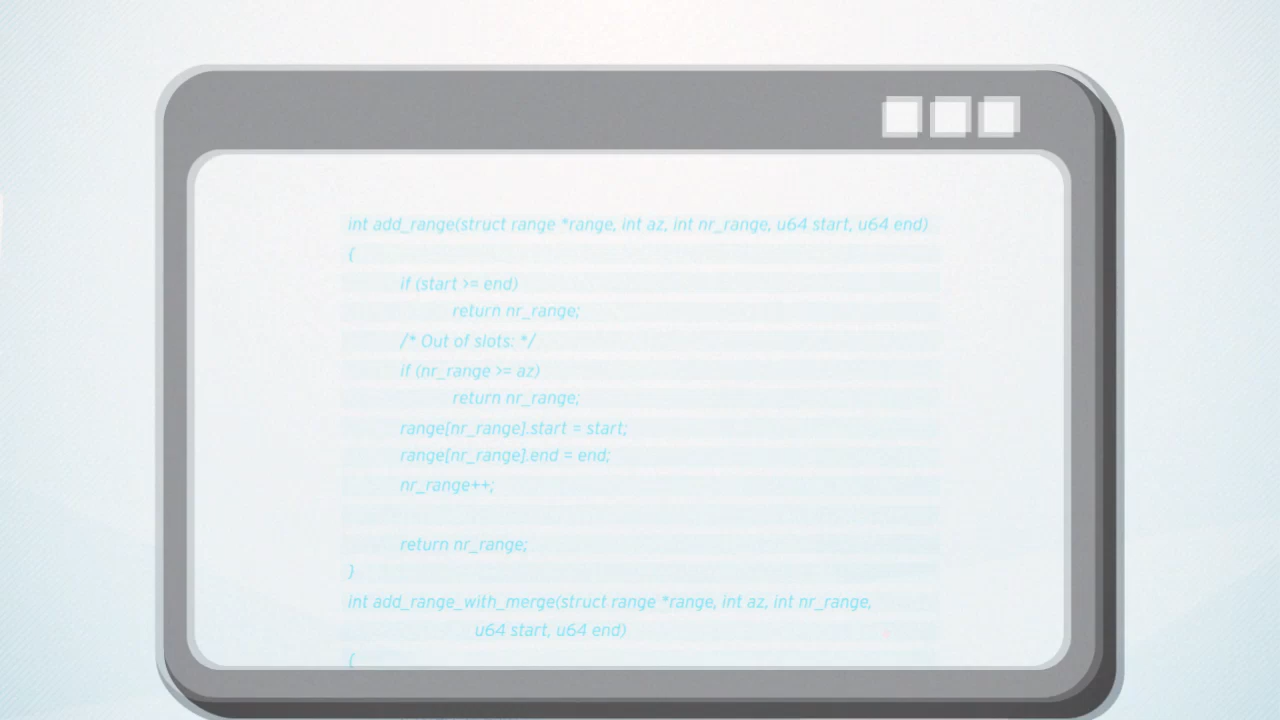 int add_range(struct range *range, int az, int nr_range, u64 start, u64 end)
{
if (start >= end)
return nr_range;
/* Out of slots: */
if (nr_range >= az)
return nr_range;
range[nr_range].start = start;
range[nr_range].end = end;
nr_range++;
return nr_range;
}
int add_range_with_merge(struct range *range, int az, int nr_range,
u64 start, u64 end)
{